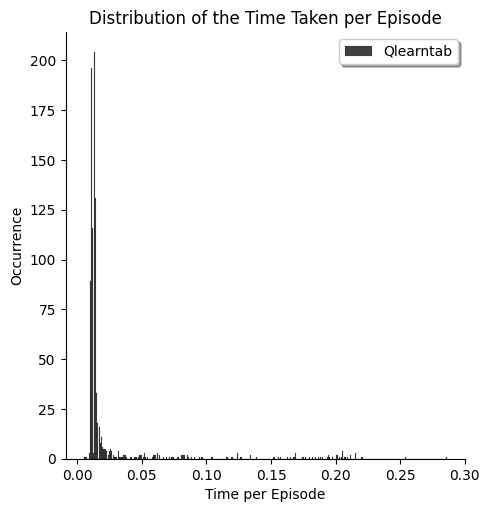 Distribution of the Time Taken per Episode
Qlearntab
200
175
150
125
100
75
50
25
0
Occurrence
0.00 0.05 0.10 0.15 0.20 0.25 0.30
Time per Episode